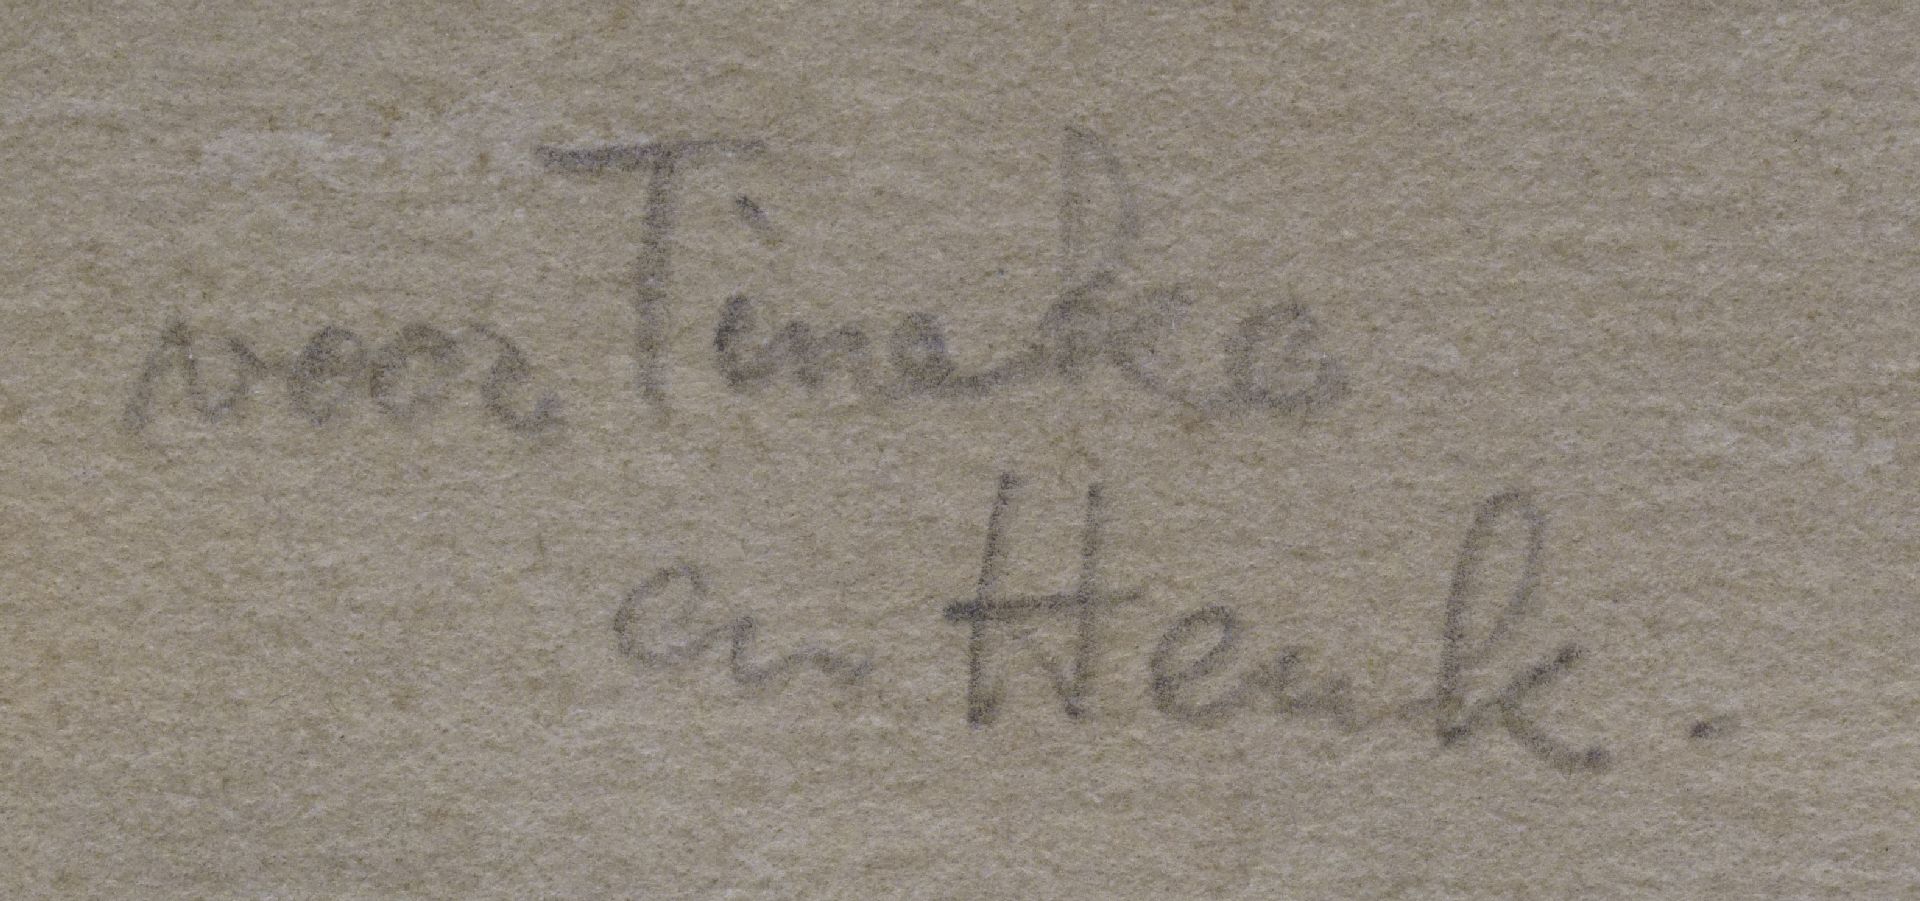 voor Tineke
en Henk.